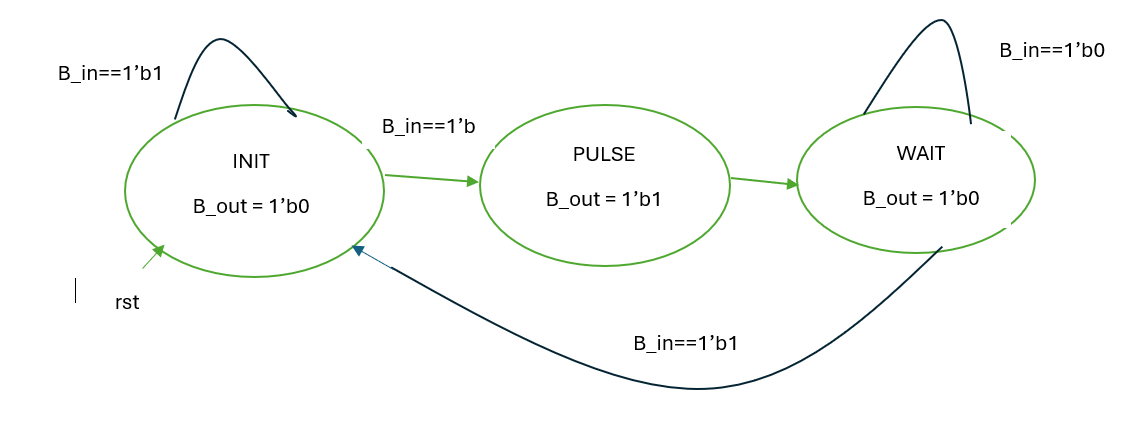 B_in==1’b1
B_in==1’b0
B_in==1’b
INIT
B_out = 1’b0
PULSE
B_out = 1’b1
WAIT
B_out = 1’b0
rst
B_in==1’b1